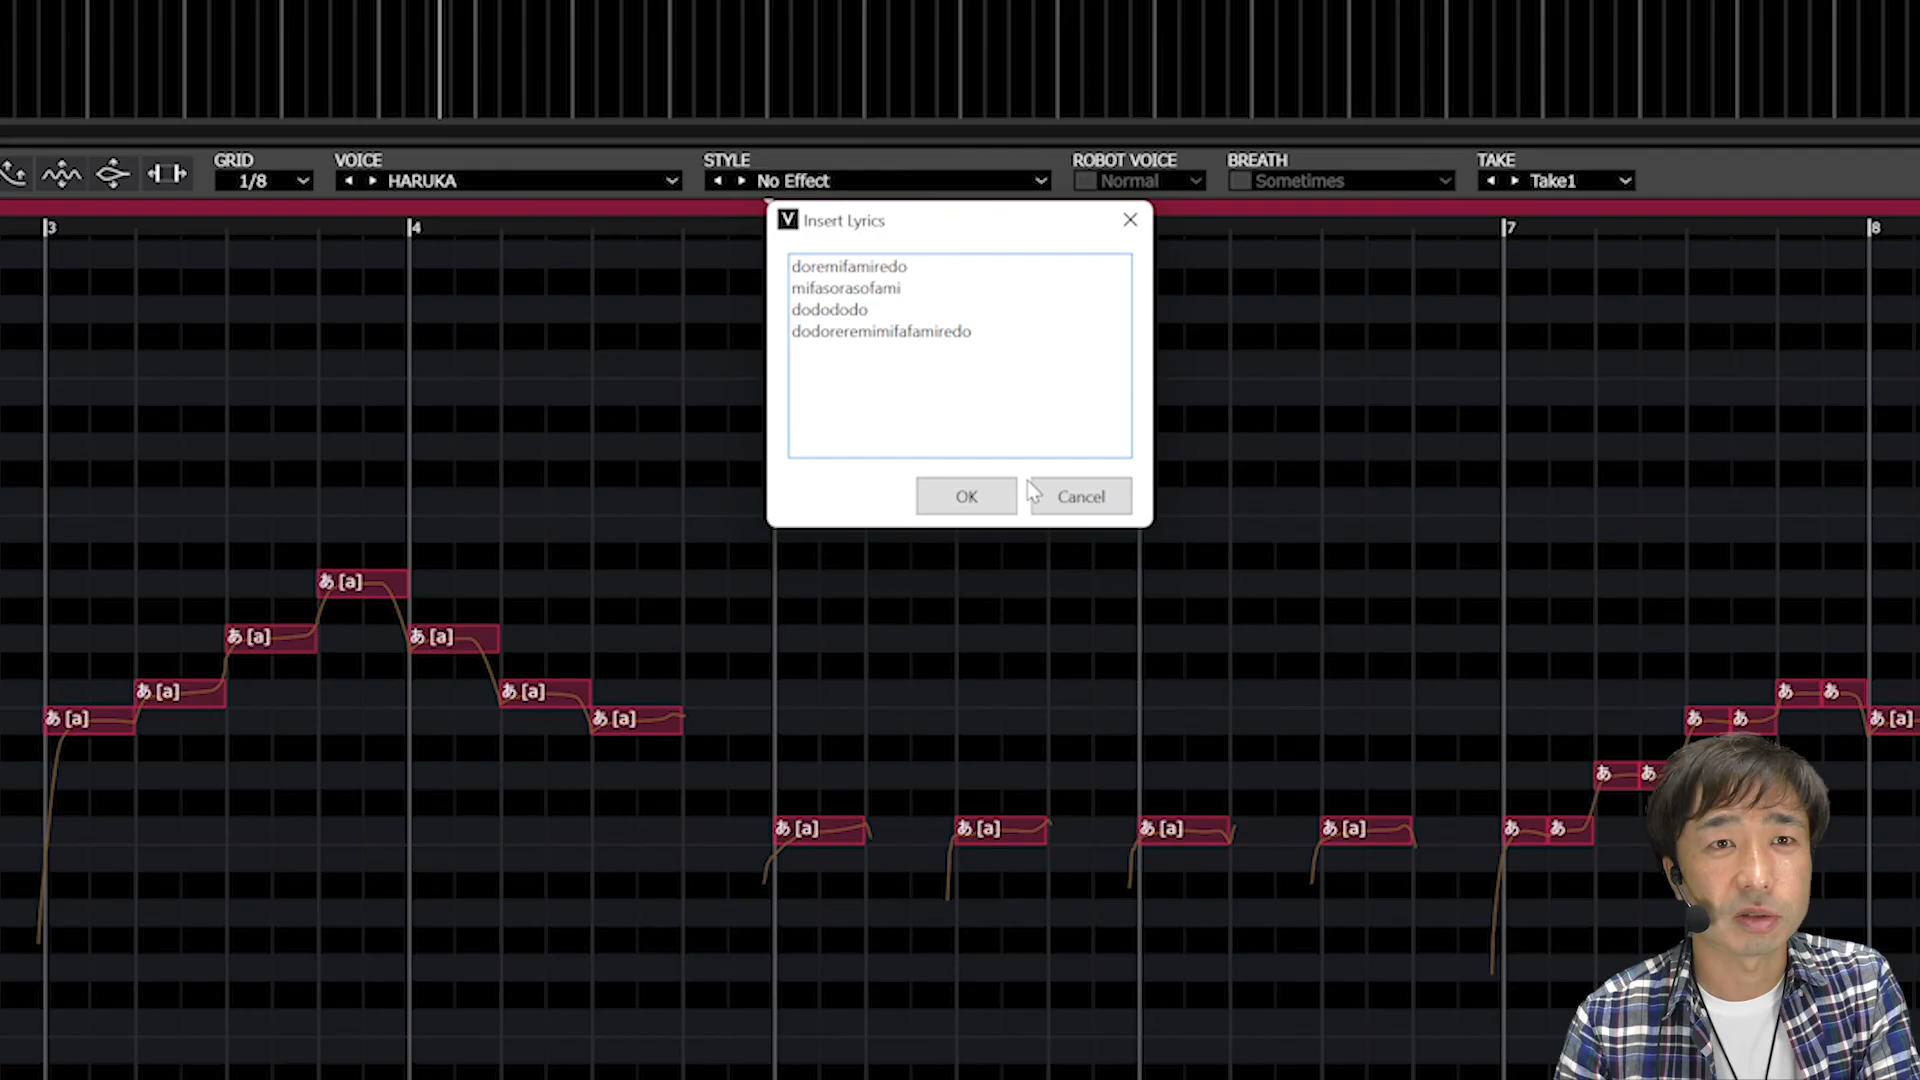 GRID
VOICE
STYLE
ROBOT VOICE
BREATH
TAKE
1/8
HARUKA
No Effect
Normal
Sometimes
Take1
3
4
7
8
V Insert Lyrics
doremifamiredo
mifasorasofami
dodododo
dodoreremimifafamiredo
OK
Cancel
あ [a]
あ [a]
あ [a]
あ [a]
あ [a]
あ [a]
あ [a]
あ
あ
あ
あ
あ [a]
あ
あ
あ [a]
あ [a]
あ [a]
あ [a]
あ
あ